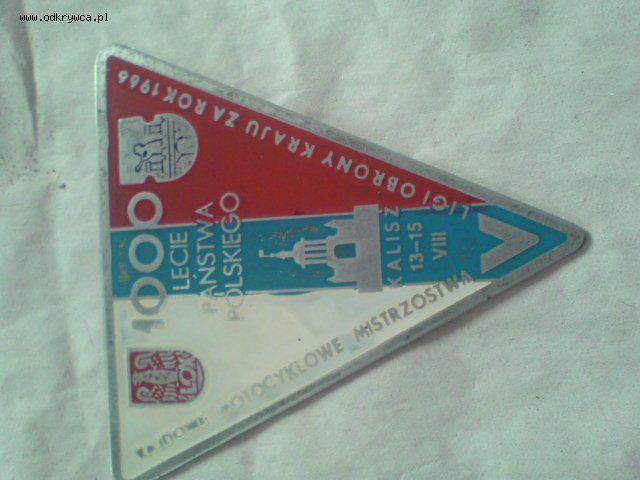 www.odkrywca.pl
1000
LECIE
PAŃSTWA
POLSKIEGO
KALISZ
13-15
VIII
MOTOCYKLOWE MISTRZOSTWA
LIGI OBRONY KRAJU ZA ROK 1966
LOK